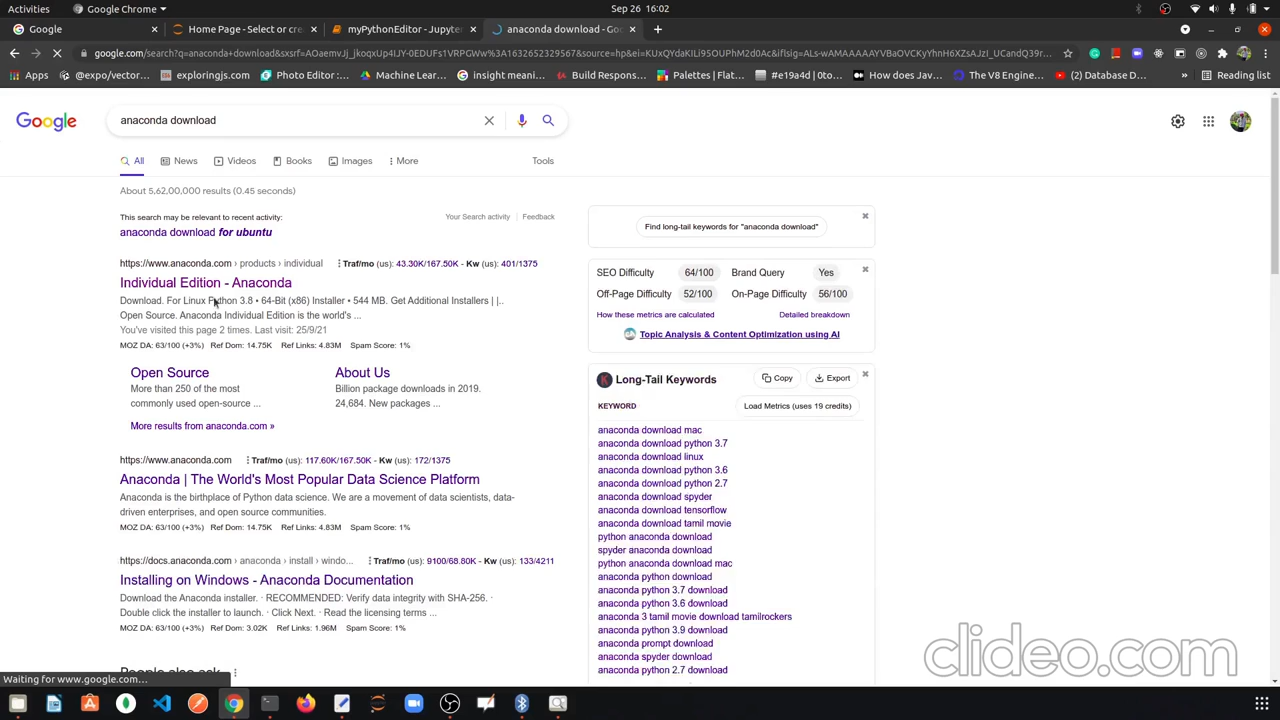 Activities
Google Chrome
Sep 26 16:02
Google
Home Page - Select or cre
myPythonEditor - Jupyter
anaconda download - Goo
google.com/search?q=anaconda+download&sxsrf=
Apps
@expo/vector...
exploringjs.com
Photo Editor...
Machine Lear...
insight meani...
Build Respons...
Palettes | Flat...
#e19a4d | 0to...
How does Jav...
The V8 Engine...
(2) Database D...
»
Reading list
Google
anaconda download
All
News
Videos
Books
Images
More
Tools
About 5,62,00,000 results (0.45 seconds)
This search may be relevant to recent activity:
Your Search activity
Feedback
anaconda download for ubuntu
https://www.anaconda.com › products › individual
Traf/mo (us): 43.30K/167.50K - Kw (us): 401/1375
Individual Edition - Anaconda
Download. For Linux Python 3.8 • 64-Bit (x86) Installer • 544 MB. Get Additional Installers | |..
Open Source. Anaconda Individual Edition is the world's ...
You've visited this page 2 times. Last visit: 25/9/21
MOZ DA: 63/100 (+3%) Ref Dom: 14.75K Ref Links: 4.83M Spam Score: 1%
Open Source
About Us
More than 250 of the most
Billion package downloads in 2019.
commonly used open-source ...
24,684. New packages ...
More results from anaconda.com »
https://www.anaconda.com
Traf/mo (us): 117.60K/167.50K - Kw (us): 172/1375
Anaconda | The World's Most Popular Data Science Platform
Anaconda is the birthplace of Python data science. We are a movement of data scientists, data-
driven enterprises, and open source communities.
MOZ DA: 63/100 (+3%) Ref Dom: 14.75K Ref Links: 4.83M Spam Score: 1%
https://docs.anaconda.com › anaconda › install › windo...
Traf/mo (us): 9100/68.80K - Kw (us): 133/4211
Installing on Windows - Anaconda Documentation
Download the Anaconda installer. · RECOMMENDED: Verify data integrity with SHA-256. ·
Double click the installer to launch. · Click Next. · Read the licensing terms ...
MOZ DA: 63/100 (+3%) Ref Dom: 3.02K Ref Links: 1.96M Spam Score: 1%
People also ask
Find long-tail keywords for "anaconda download"
SEO Difficulty 64/100 Brand Query Yes
Off-Page Difficulty 52/100 On-Page Difficulty 56/100
How these metrics are calculated
Detailed breakdown
Topic Analysis & Content Optimization using AI
Long-Tail Keywords
Copy
Export
KEYWORD
Load Metrics (uses 19 credits)
anaconda download mac
anaconda download python 3.7
anaconda download linux
anaconda download python 3.6
anaconda download python 2.7
anaconda download spyder
anaconda download tensorflow
anaconda download tamil movie
python anaconda download
spyder anaconda download
python anaconda download mac
anaconda python download
anaconda python 3.7 download
anaconda python 3.6 download
anaconda 3 tamil movie download tamilrockers
anaconda python 3.9 download
anaconda prompt download
anaconda spyder download
anaconda python 2.7 download
Waiting for www.google.com...
clideo.com